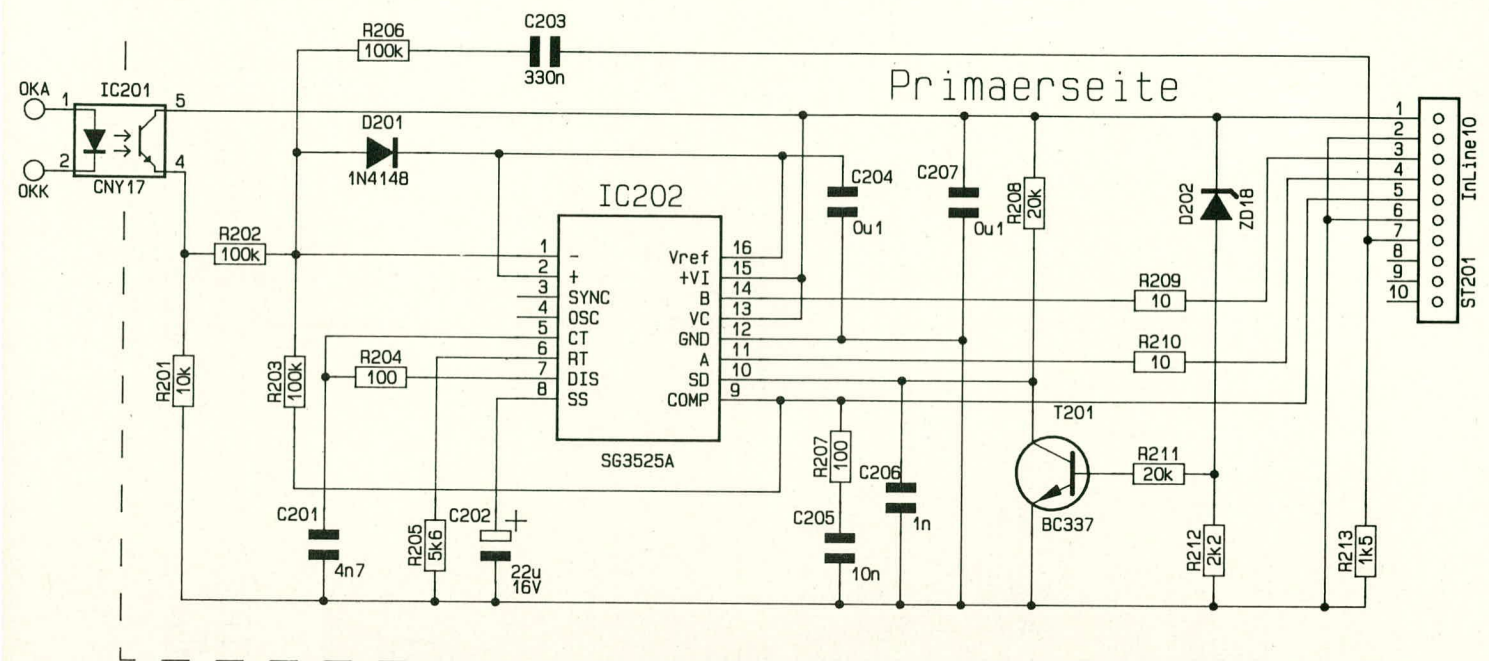 C203
R206
100k
330n
Primaerseite
OKA
1
IC201
5
2
4
OKK
CNY17
D201
1N4148
IC202
C204
0u1
C207
0u1
R208
20k
D202
ZD18
1
2
3
4
5
6
7
8
9
10
InLine10
ST201
R202
100k
1 -
2 +
3 SYNC
4 OSC
5 CT
6 RT
7 DIS
8 SS
Vref 16
+VI 15
B 14
VC 13
GND 12
A 11
SD 10
COMP 9
SG3525A
R209
10
R210
10
R201
10k
R203
100k
R204
100
T201
BC337
R211
20k
R207
100
C206
1n
C205
10n
C201
4n7
R205
5k6
C202 +
22u
16V
R212
2k2
R213
1k5